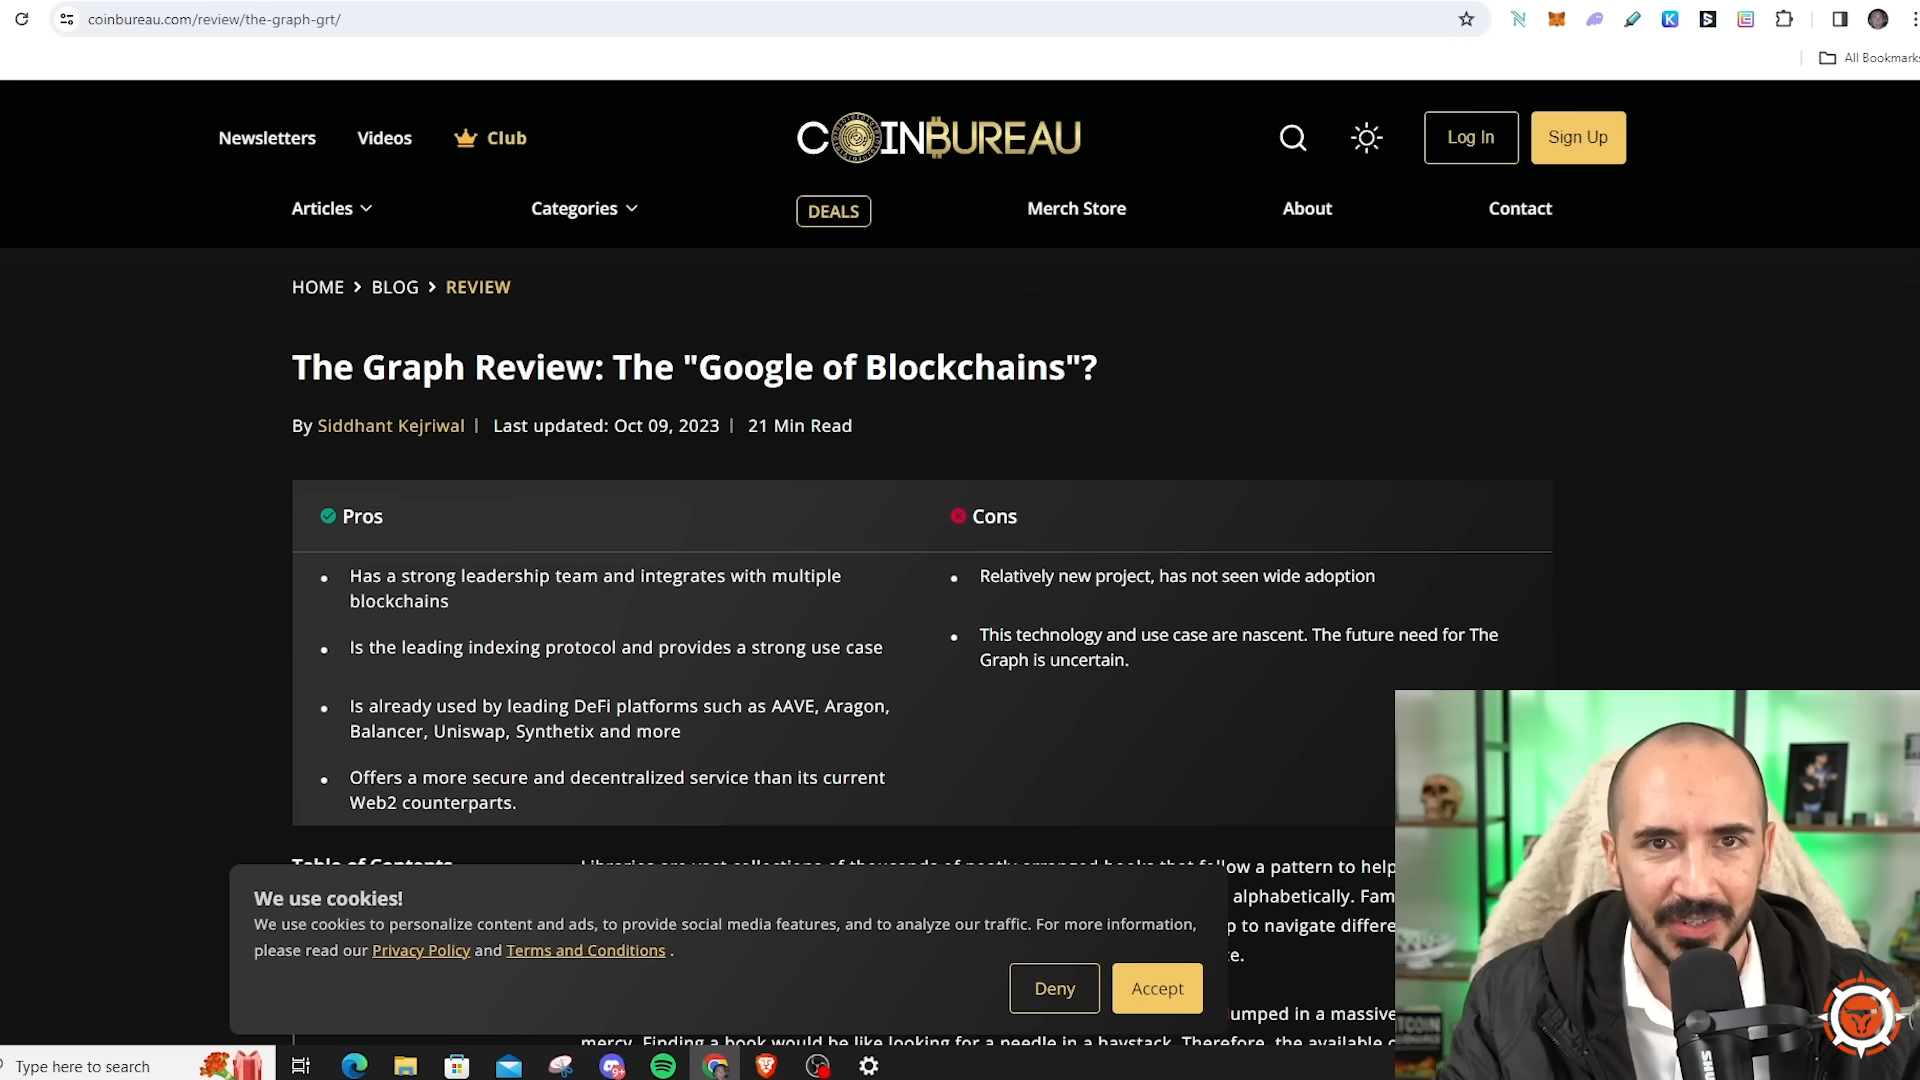 coinbureau.com/review/the-graph-grt/
All Bookmarks
Newsletters Videos Club COINBUREAU Log In Sign Up
Articles Categories DEALS Merch Store About Contact
HOME > BLOG > REVIEW
The Graph Review: The "Google of Blockchains"?
By Siddhant Kejriwal | Last updated: Oct 09, 2023 | 21 Min Read
Pros
Has a strong leadership team and integrates with multiple
blockchains
Is the leading indexing protocol and provides a strong use case
Is already used by leading DeFi platforms such as AAVE, Aragon,
Balancer, Uniswap, Synthetix and more
Offers a more secure and decentralized service than its current
Web2 counterparts.
Cons
Relatively new project, has not seen wide adoption
This technology and use case are nascent. The future need for The
Graph is uncertain.
Table of Contents
Libraries are vast collections of thousands of neatly arranged books that follow a pattern to help
alphabetically. Fam
to navigate differe
We use cookies!
We use cookies to personalize content and ads, to provide social media features, and to analyze our traffic. For more information,
please read our Privacy Policy and Terms and Conditions .
Deny Accept
umped in a massive
mercy. Finding a book would be like looking for a needle in a haystack. Therefore, the available
Type here to search
9+
SHU